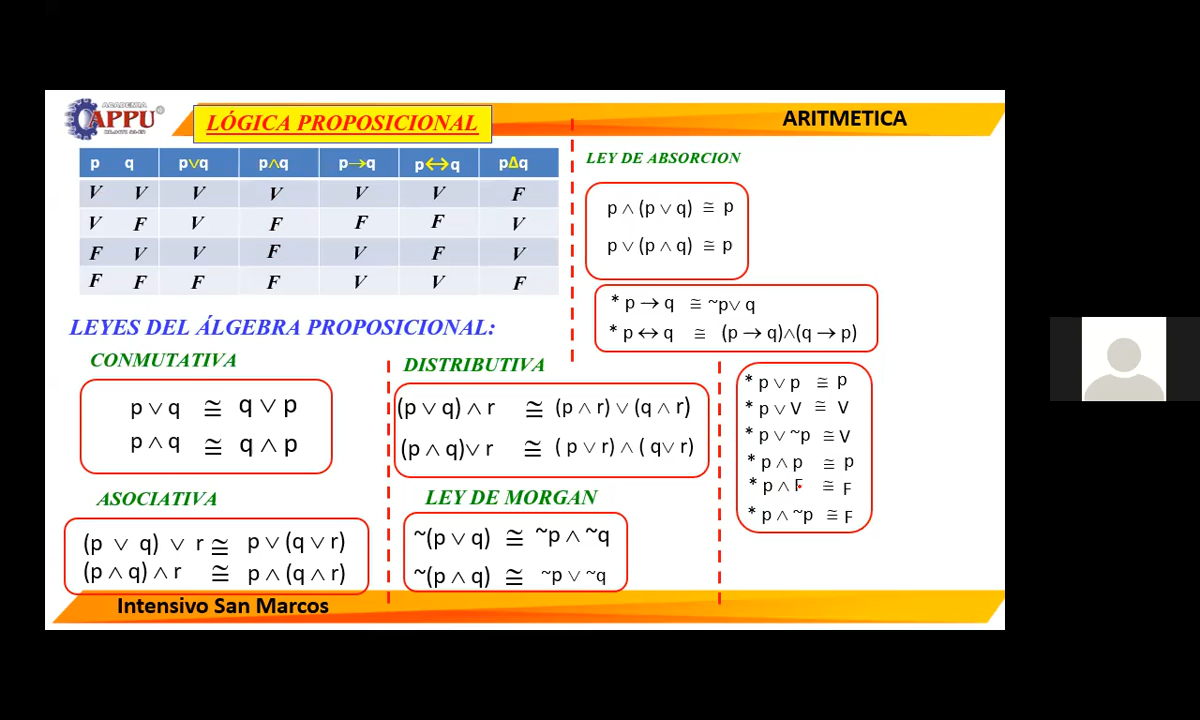 ACADEMIA
APPU
LÓGICA PROPOSICIONAL
ARITMETICA
p q p∨q p∧q p→q p↔q pΔq
V V V V V V F
V F V F F F V
F V V F V F V
F F F F V V F
LEY DE ABSORCION
p ∧ (p ∨ q) ≅ p
p ∨ (p ∧ q) ≅ p
* p → q ≅ ~p∨ q
* p ↔ q ≅ (p → q)∧(q → p)
LEYES DEL ÁLGEBRA PROPOSICIONAL:
CONMUTATIVA
p ∨ q ≅ q ∨ p
p ∧ q ≅ q ∧ p
ASOCIATIVA
(p ∨ q) ∨ r ≅ p ∨ (q ∨ r)
(p ∧ q) ∧ r ≅ p ∧ (q ∧ r)
DISTRIBUTIVA
(p ∨ q) ∧ r ≅ (p ∧ r) ∨ (q ∧ r)
(p ∧ q)∨ r ≅ ( p ∨ r) ∧ ( q∨ r)
LEY DE MORGAN
~(p ∨ q) ≅ ~p ∧ ~q
~(p ∧ q) ≅ ~p ∨ ~q
* p ∨ p ≅ p
* p ∨ V ≅ V
* p ∨ ~p ≅ V
* p ∧ p ≅ p
* p ∧ F ≅ F
* p ∧ ~p ≅ F
Intensivo San Marcos